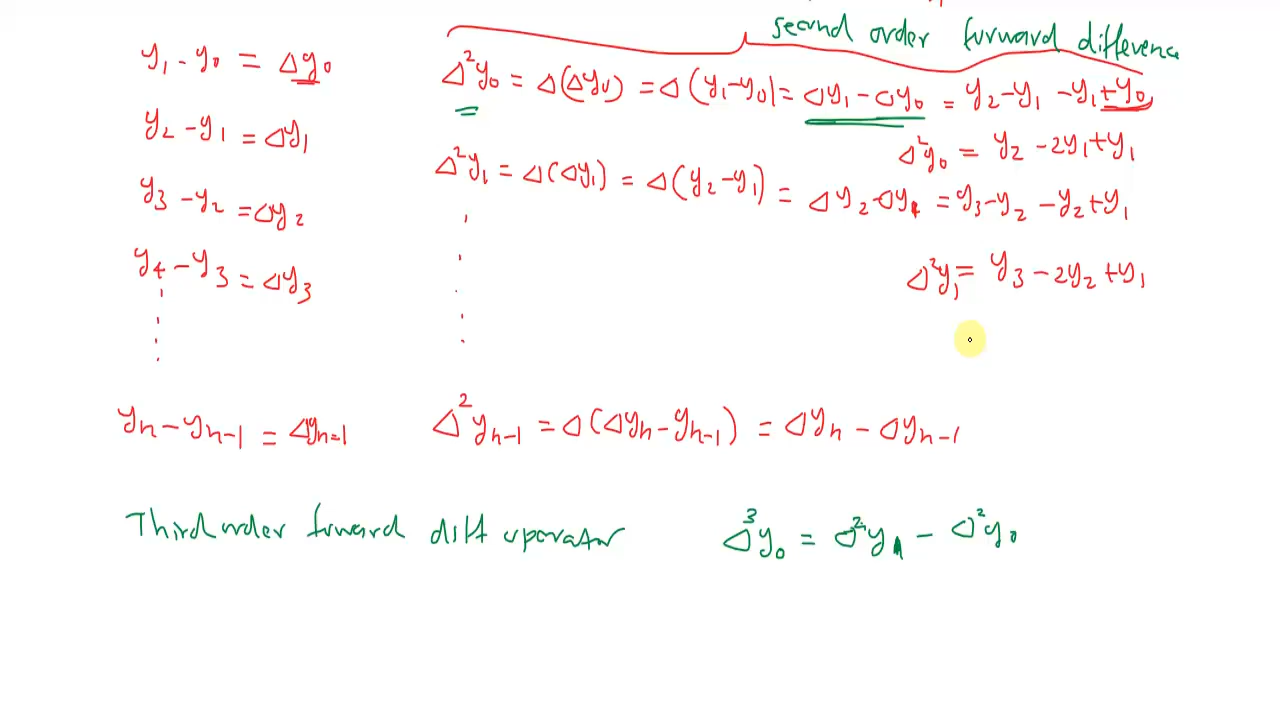 second order forward difference
y₁ - y₀ = Δy₀
Δ²y₀ = Δ(Δy₀) = Δ(y₁-y₀) = Δy₁ - Δy₀ = y₂-y₁ -y₁+y₀
y₂ - y₁ = Δy₁
Δ²y₀ = y₂ -2y₁+y₁
Δ²y₁ = Δ(Δy₁) = Δ(y₂-y₁) = Δy₂-Δy₁ = y₃-y₂ -y₂+y₁
y₃ - y₂ = Δy₂
y₄ - y₃ = Δy₃
Δ²y₁ = y₃ - 2y₂ + y₁
yₙ - yₙ₋₁ = Δyₙ₋₁
Δ²yₙ₋₁ = Δ(Δyₙ - yₙ₋₁) = Δyₙ - Δyₙ₋₁
Third order forward diff operator
Δ³y₀ = Δ²y₁ - Δ²y₀